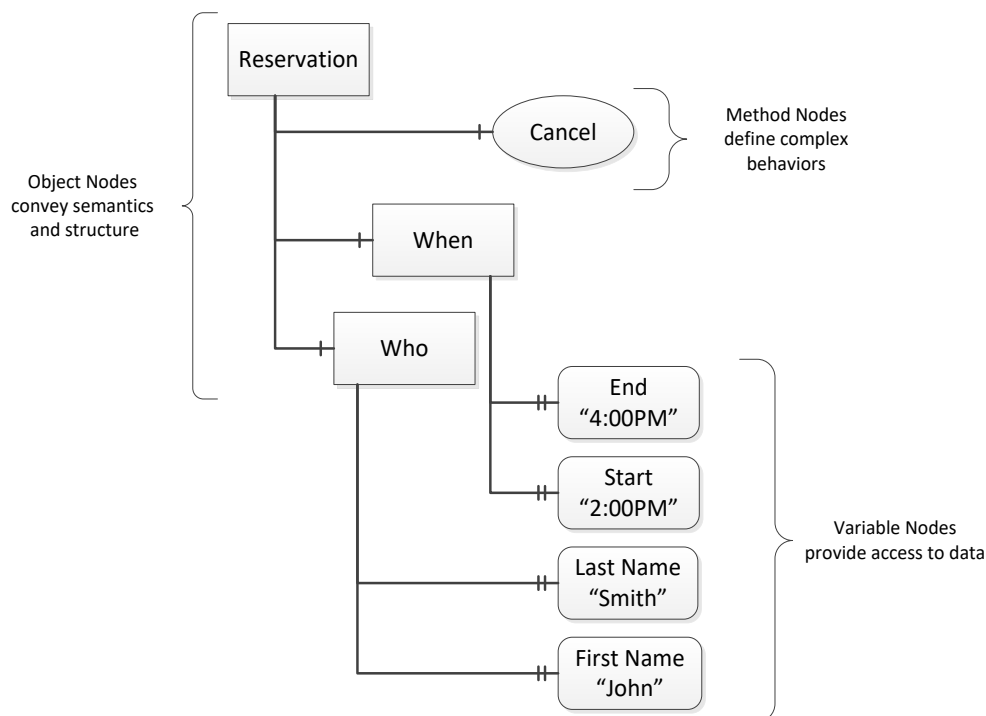 Reservation
Cancel
Method Nodes
define complex
behaviors
Object Nodes
convey semantics
and structure
When
Who
End
“4:00PM”
Start
“2:00PM”
Variable Nodes
provide access to data
Last Name
“Smith”
First Name
“John”